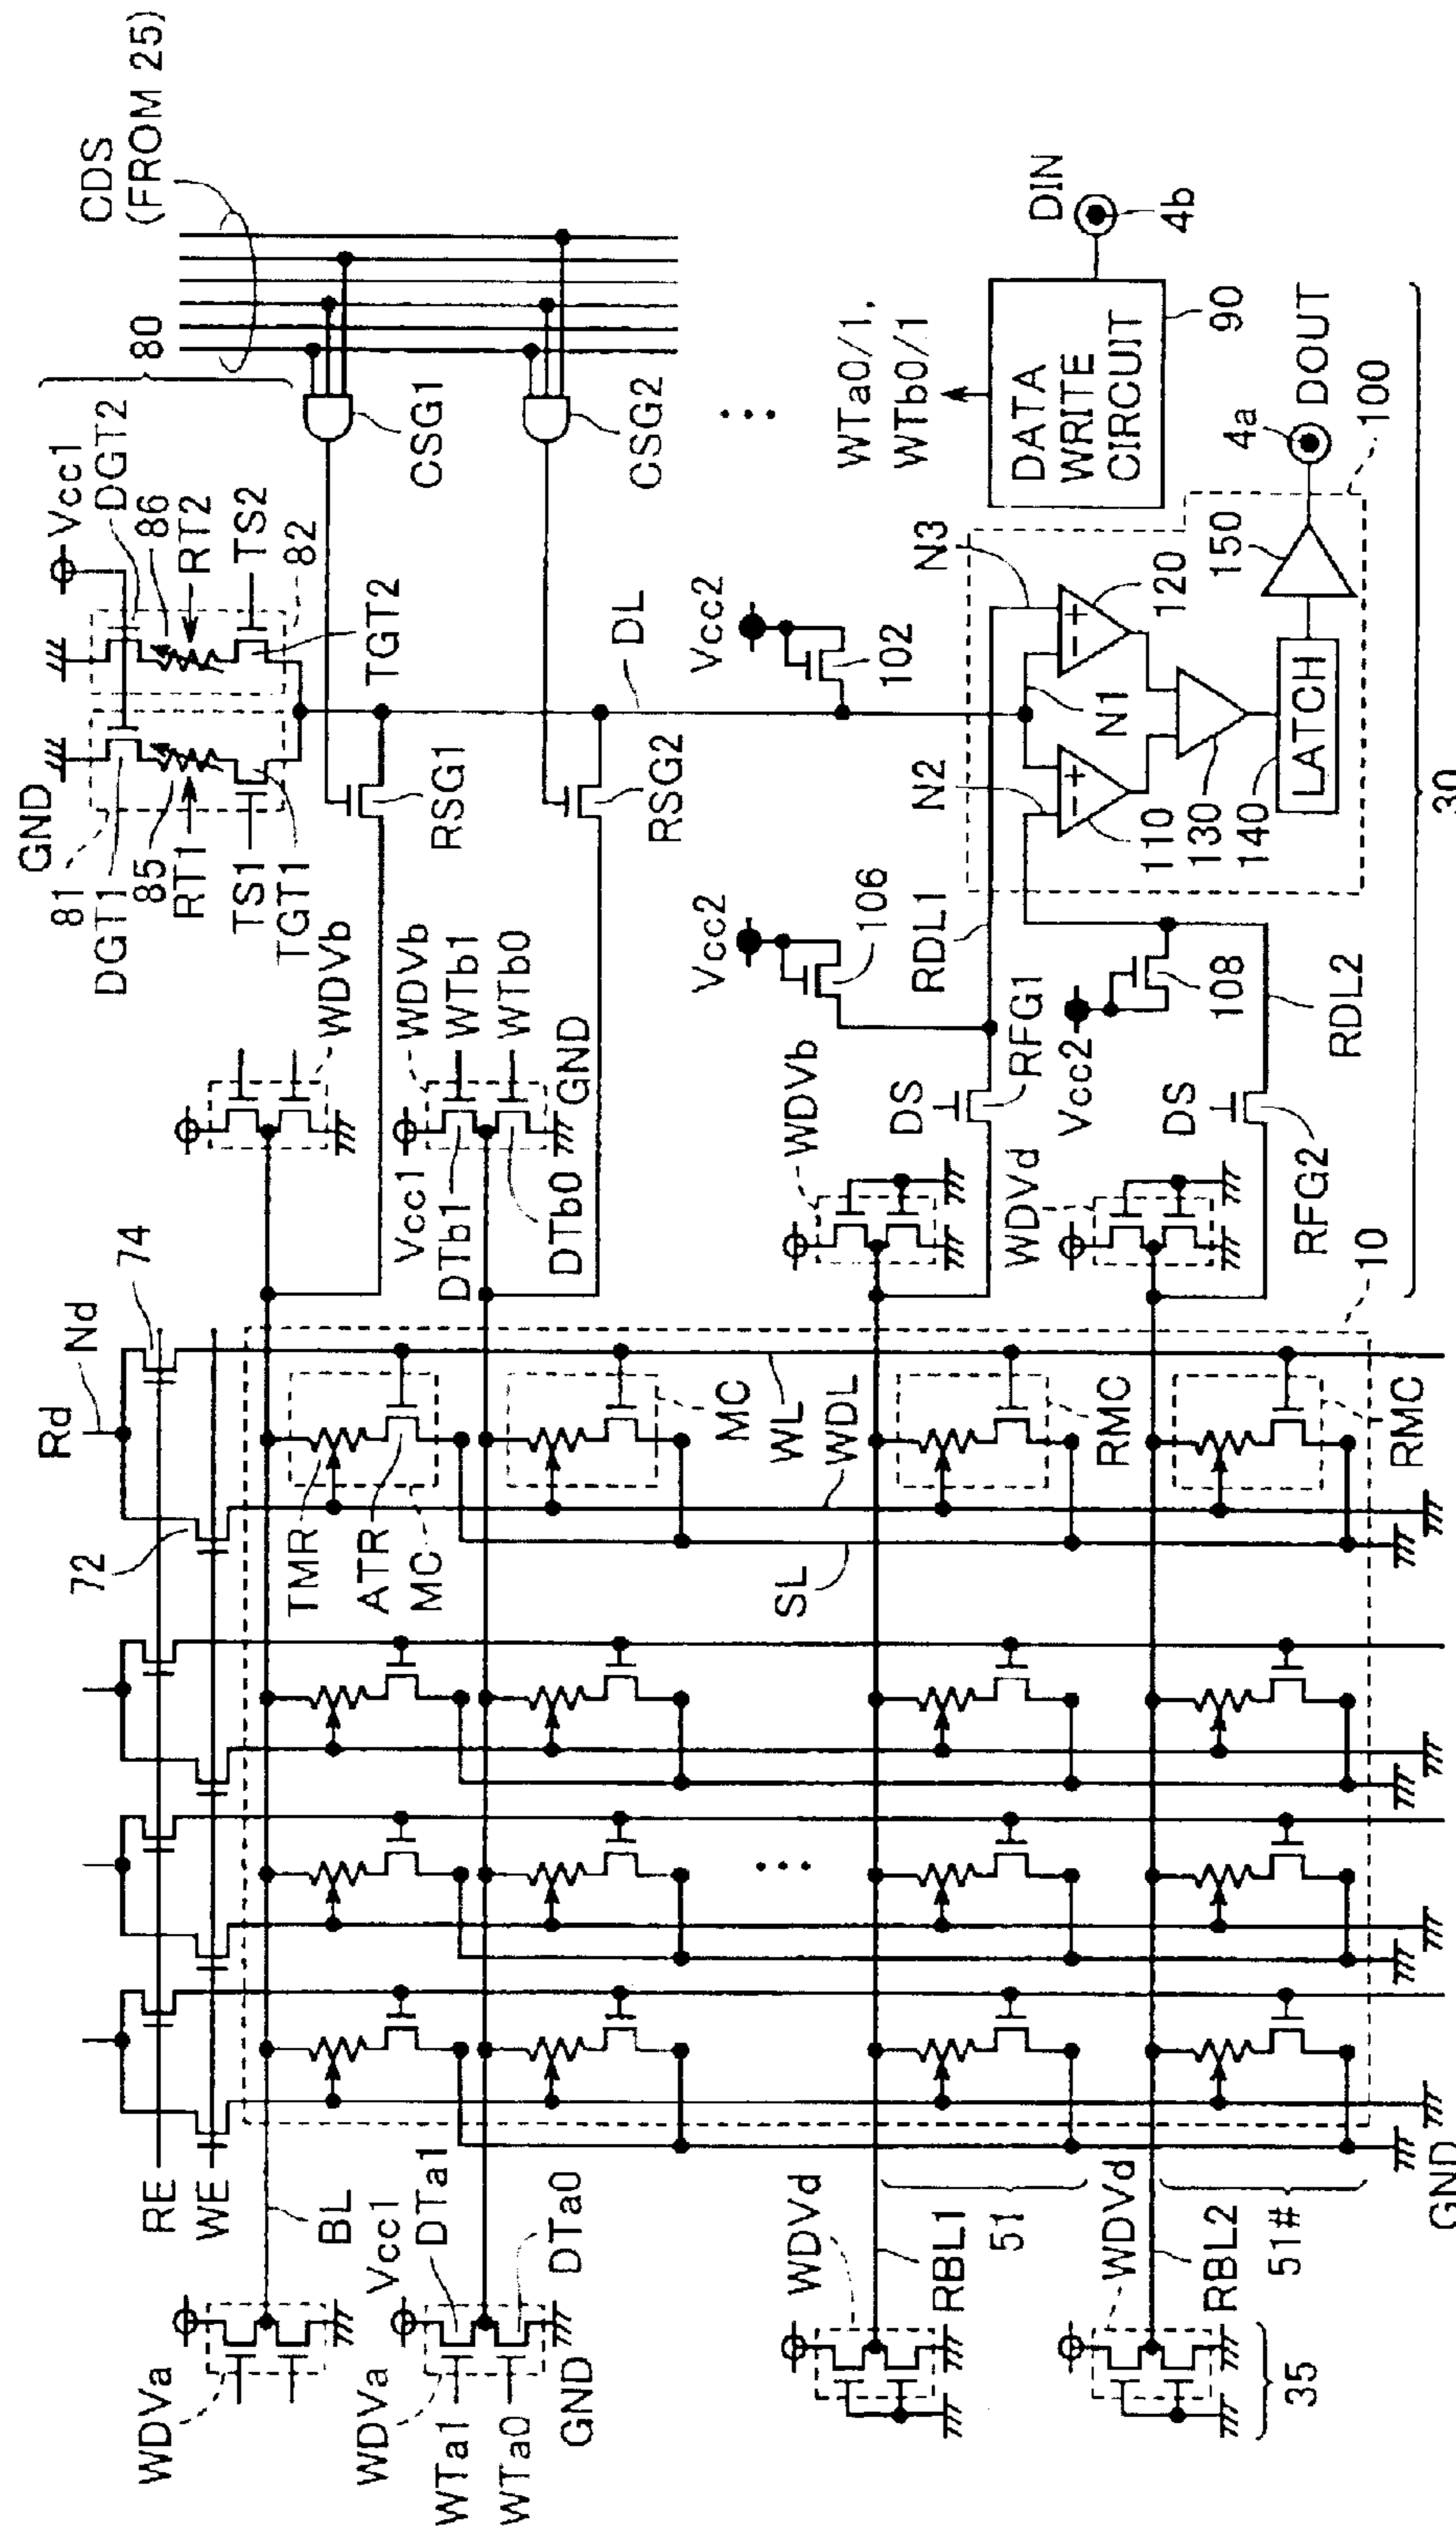 CDS
(FROM 25)
80
GND
81
DGT1
85
RT1
TS1
TGT1
Vcc1
DGT2
86
RT2
TS2
82
TGT2
CSG1
CSG2
RSG1
RSG2
DL
WDVb
WDVb
WTb1
WTb0
GND
Vcc1
DTb1
DTb0
WTa0/1,
WTb0/1
DATA
WRITE
CIRCUIT
90
DIN
4b
Vcc2
102
Vcc2
106
N3
N2
N1
120
110
130
140
LATCH
150
4a
DOUT
100
RDL1
RFG1
DS
WDVb
Vcc2
108
RDL2
DS
RFG2
WDVd
30
10
Rd
Nd
74
72
TMR
ATR
MC
MC
WL
WDL
SL
RMC
RMC
RE
WE
BL
WDVa
Vcc1
DTa1
WDVa
WTa1
WTa0
DTa0
GND
WDVd
RBL1
51
WDVd
RBL2
51#
35
GND